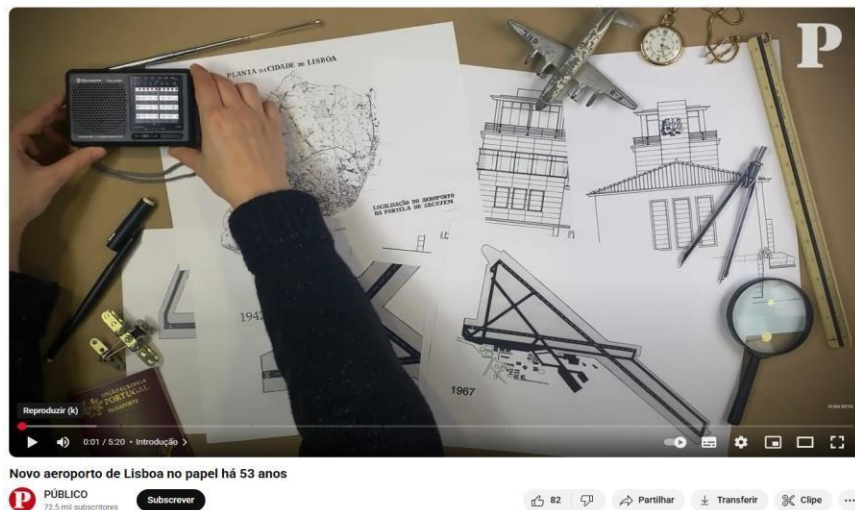 P
PLANTA DA CIDADE DE LISBOA
LOCALISAÇÃO DO AEROPORTO
DA PORTELA DE SACAVEM
1942
1967
UNIÃO EUROPEIA
PORTUGAL
PASSAPORTE
Reproduzir (k)
0:01 / 5:20 • Introdução >
Novo aeroporto de Lisboa no papel há 53 anos
P
PÚBLICO
72,5 mil subscritores
Subscrever
82
Partilhar
Transferir
Clipe
...